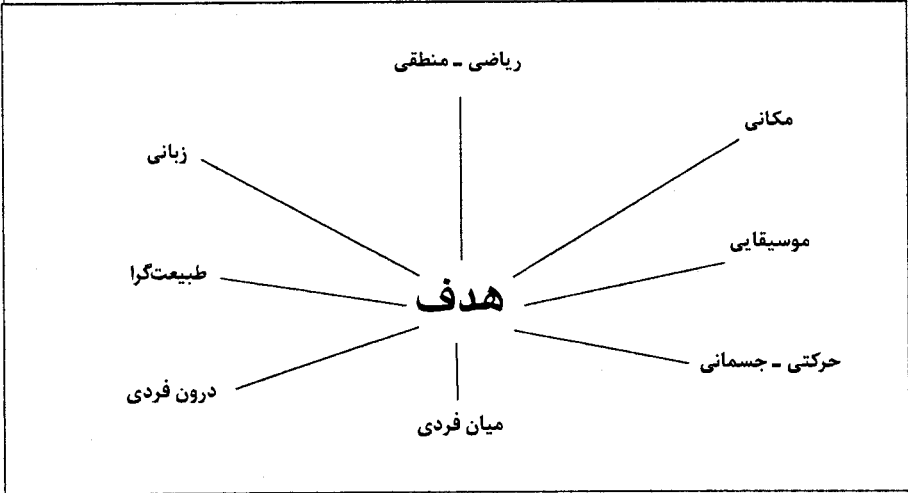 ریاضی - منطقی
مکانی
زبانی
موسیقایی
طبیعت‌گرا
هدف
حرکتی - جسمانی
درون فردی
میان فردی